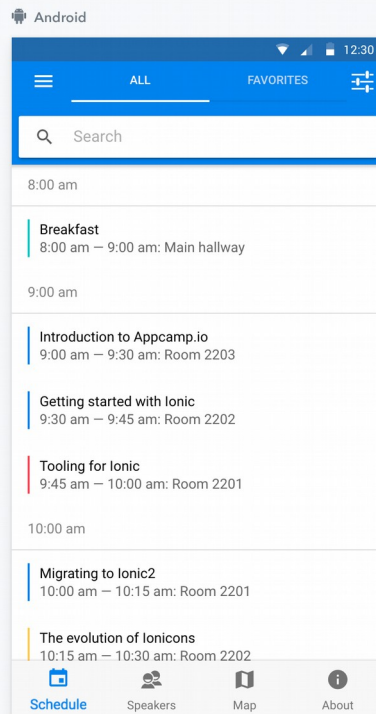 Android
12:30
ALL
FAVORITES
Search
8:00 am
Breakfast
8:00 am — 9:00 am: Main hallway
9:00 am
Introduction to Appcamp.io
9:00 am — 9:30 am: Room 2203
Getting started with Ionic
9:30 am — 9:45 am: Room 2202
Tooling for Ionic
9:45 am — 10:00 am: Room 2201
10:00 am
Migrating to Ionic2
10:00 am — 10:15 am: Room 2201
The evolution of Ionicons
10:15 am — 10:30 am: Room 2202
Schedule
Speakers
Map
About